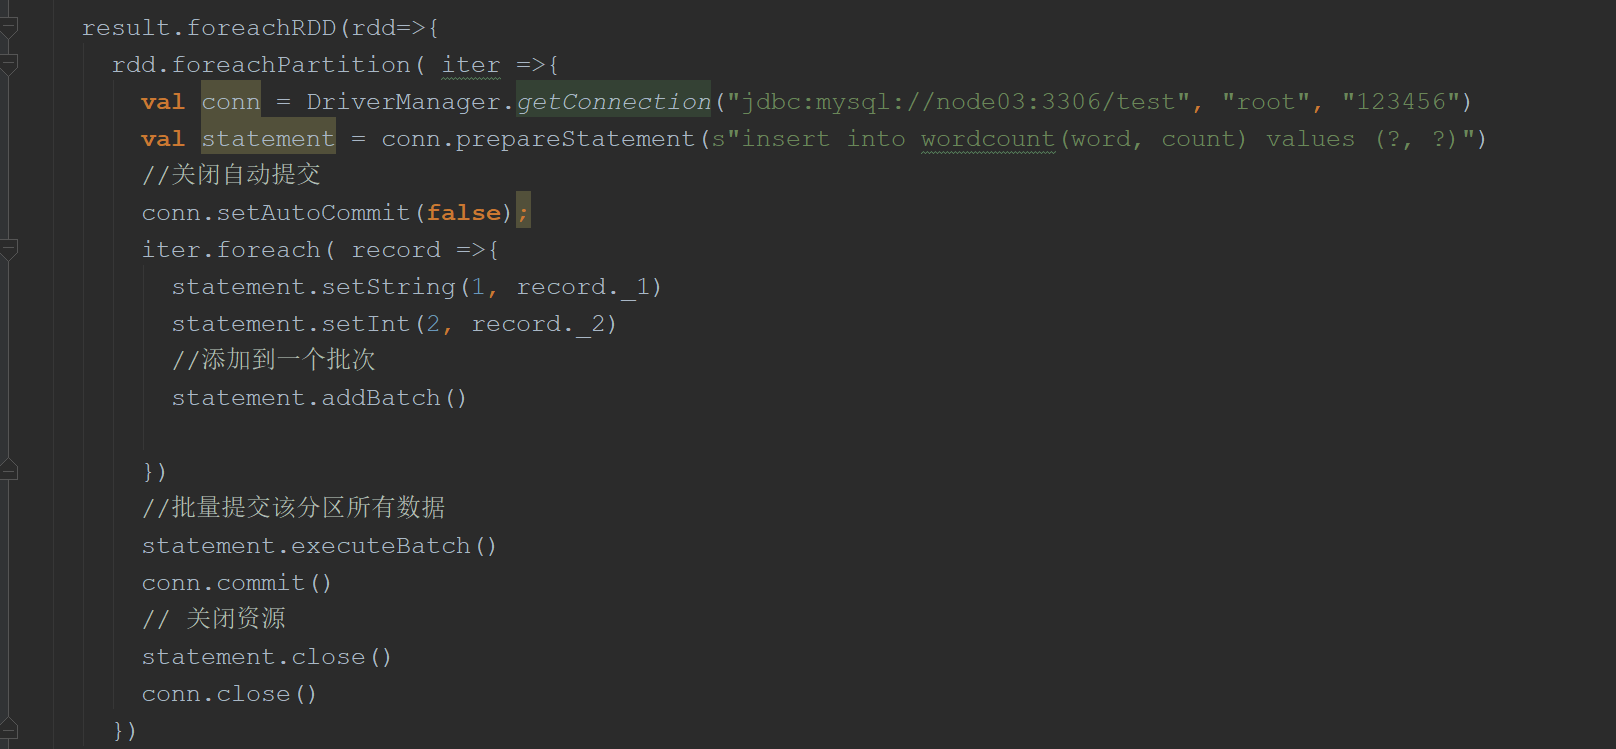 result.foreachRDD(rdd=>{
rdd.foreachPartition( iter =>{
val conn = DriverManager.getConnection("jdbc:mysql://node03:3306/test", "root", "123456")
val statement = conn.prepareStatement(s"insert into wordcount(word, count) values (?, ?)")
//关闭自动提交
conn.setAutoCommit(false);
iter.foreach( record =>{
statement.setString(1, record._1)
statement.setInt(2, record._2)
//添加到一个批次
statement.addBatch()
})
//批量提交该分区所有数据
statement.executeBatch()
conn.commit()
// 关闭资源
statement.close()
conn.close()
})